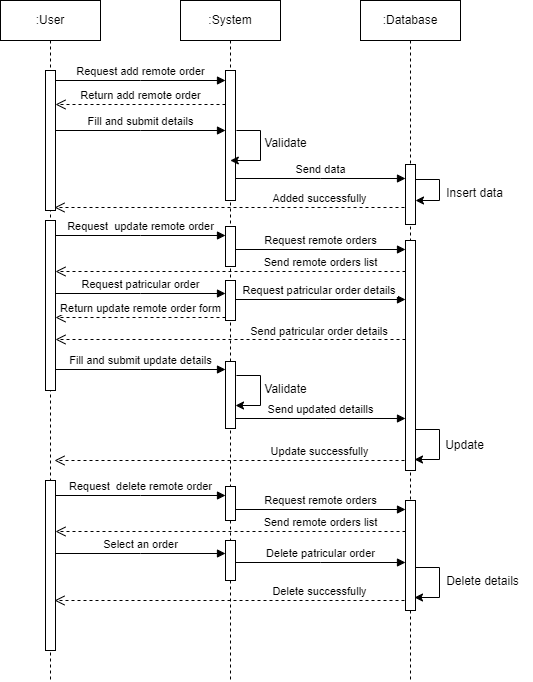 :User
:System
:Database
Request add remote order
Return add remote order
Fill and submit details
Validate
Send data
Insert data
Added successfully
Request  update remote order
Request remote orders
Send remote orders list
Request patricular order
Request patricular order details
Return update remote order form
Send patricular order details
Fill and submit update details
Validate
Send updated detaills
Update
Update successfully
Request  delete remote order
Request remote orders
Send remote orders list
Select an order
Delete patricular order
Delete details
Delete successfully